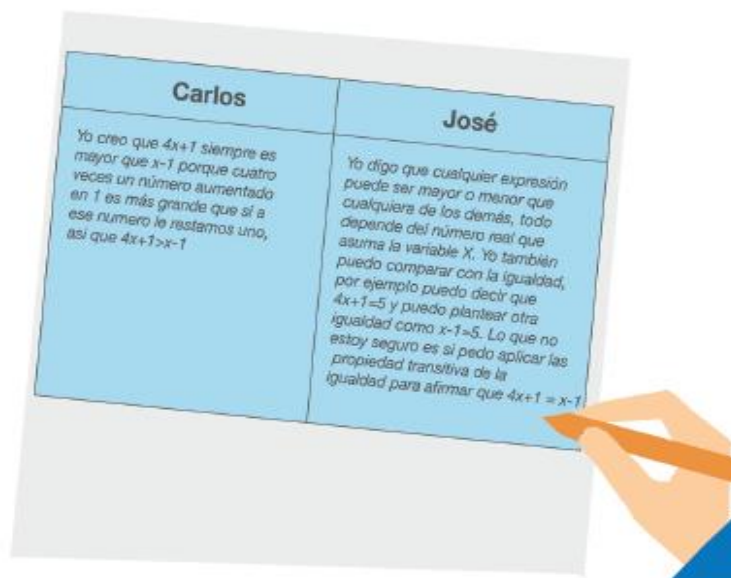 Carlos
Yo creo que 4x+1 siempre es
mayor que x-1 porque cuatro
veces un número aumentado
en 1 es más grande que si a
ese numero le restamos uno,
asi que 4x+1>x-1
José
Yo digo que cualquier expresión
puede ser mayor o menor que
cualquiera de los demás, todo
depende del número real que
asuma la variable X. Yo también
puedo comparar con la igualdad,
por ejemplo puedo decir que
4x+1=5 y puedo plantear otra
igualdad como x-1=5. Lo que no
estoy seguro es si pedo aplicar las
propiedad transitiva de la
igualdad para afirmar que 4x+1 = x-1